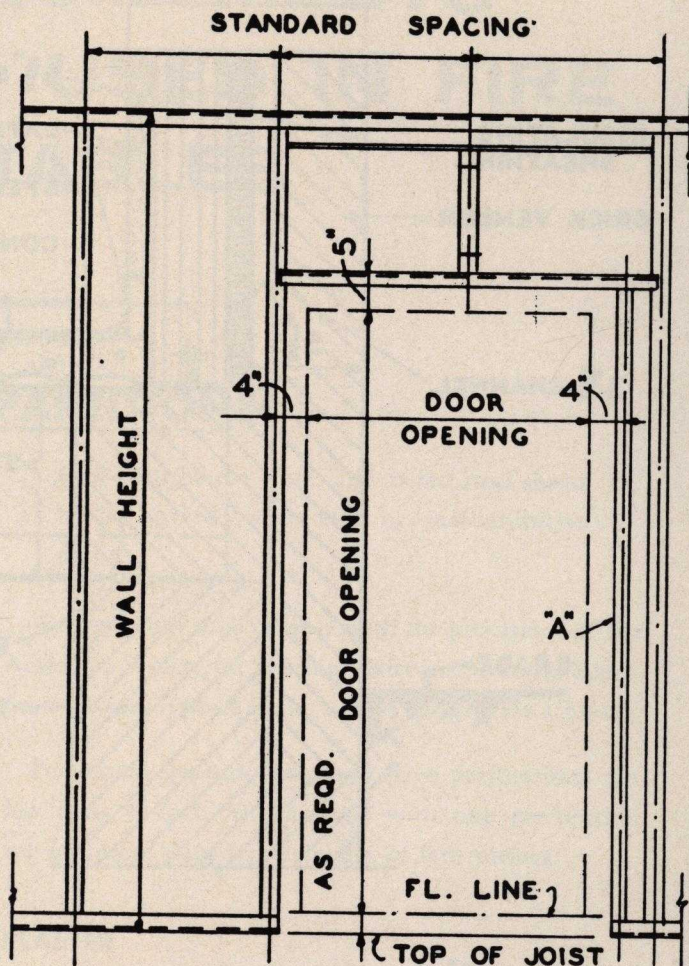 STANDARD SPACING
5"
4"
DOOR
OPENING
4"
WALL HEIGHT
AS REQD. DOOR OPENING
"A"
FL. LINE
TOP OF JOIST